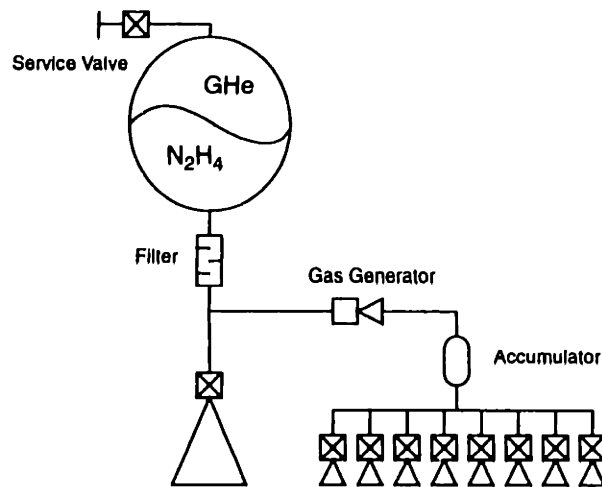 Service Valve
GHe
N₂H₄
Filter
Gas Generator
Accumulator